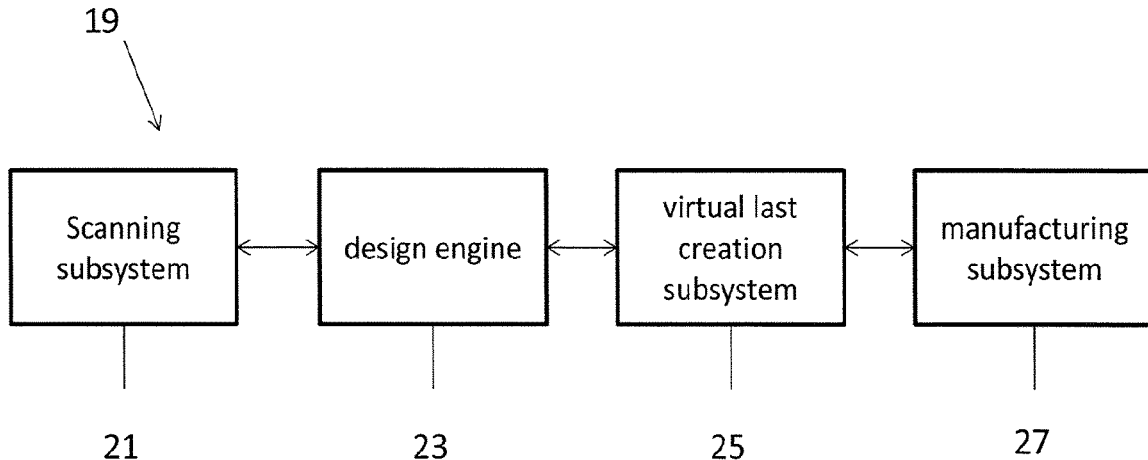 19
Scanning
subsystem
design engine
virtual last
creation
subsystem
manufacturing
subsystem
21
23
25
27